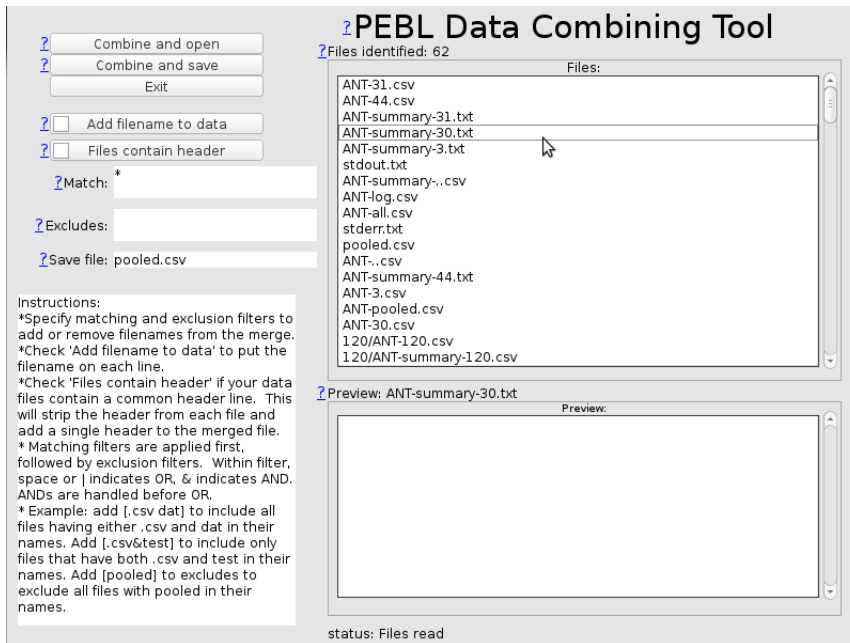 ?PEBL Data Combining Tool
? Combine and open
? Combine and save
Exit
? Add filename to data
? Files contain header
?Match: *
?Excludes:
?Save file: pooled.csv
Instructions:
*Specify matching and exclusion filters to
add or remove filenames from the merge.
*Check 'Add filename to data' to put the
filename on each line.
*Check 'Files contain header' if your data
files contain a common header line.  This
will strip the header from each file and
add a single header to the merged file.
* Matching filters are applied first,
followed by exclusion filters.  Within filter,
space or | indicates OR, & indicates AND.
ANDs are handled before OR.
* Example: add [.csv dat] to include all
files having either .csv and dat in their
names. Add [.csv&test] to include only
files that have both .csv and test in their
names. Add [pooled] to excludes to
exclude all files with pooled in their
names.
?Files identified: 62
Files:
ANT-31.csv
ANT-44.csv
ANT-summary-31.txt
ANT-summary-30.txt
ANT-summary-3.txt
stdout.txt
ANT-summary-..csv
ANT-log.csv
ANT-all.csv
stderr.txt
pooled.csv
ANT-..csv
ANT-summary-44.txt
ANT-3.csv
ANT-pooled.csv
ANT-30.csv
120/ANT-120.csv
120/ANT-summary-120.csv
?Preview: ANT-summary-30.txt
Preview:
status: Files read